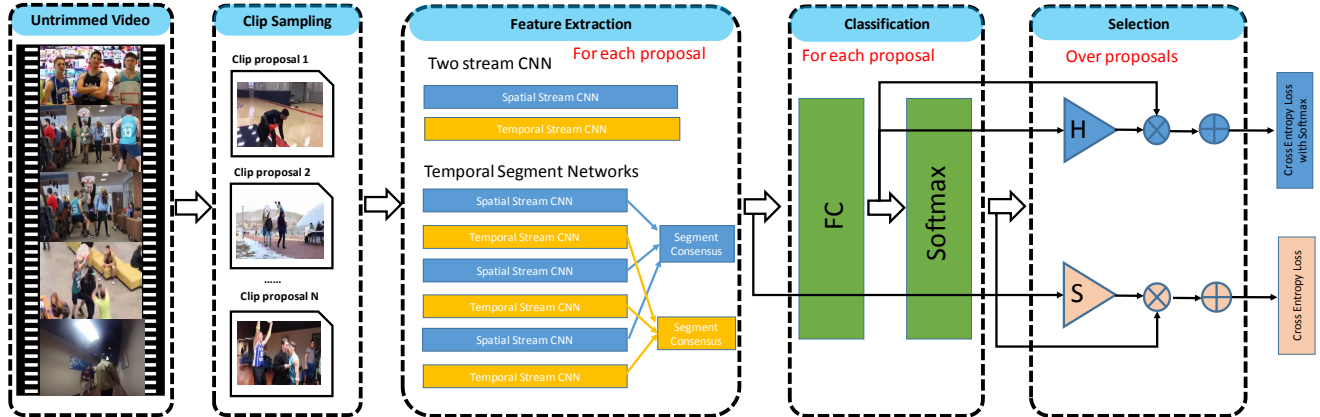 Untrimmed Video
Clip Sampling
Feature Extraction
Classification
Selection
Clip proposal 1
Clip proposal 2
......
Clip proposal N
For each proposal
Two stream CNN
Spatial Stream CNN
Temporal Stream CNN
Temporal Segment Networks
Spatial Stream CNN
Temporal Stream CNN
Spatial Stream CNN
Temporal Stream CNN
Spatial Stream CNN
Temporal Stream CNN
Segment
Consensus
Segment
Consensus
For each proposal
FC
Softmax
Over proposals
H
S
Cross Entropy Loss
with Softmax
Cross Entropy Loss